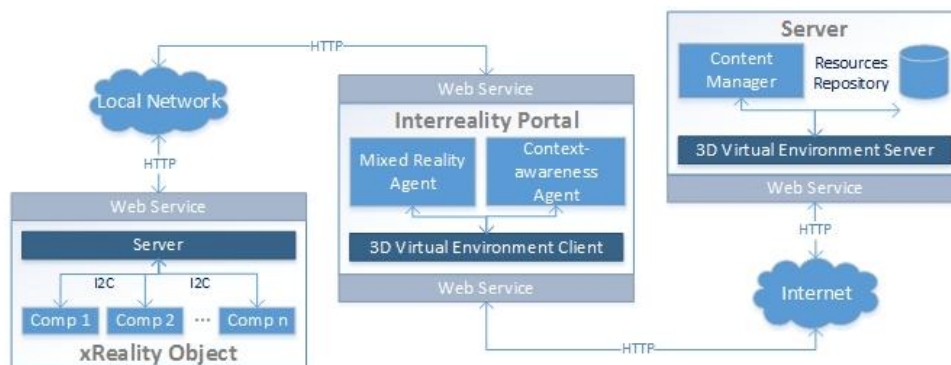 HTTP
Local Network
HTTP
Web Service
Server
I2C I2C
Comp 1 Comp 2 ... Comp n
xReality Object
Web Service
Interreality Portal
Mixed Reality
Agent
Context-
awareness
Agent
3D Virtual Environment Client
Web Service
HTTP
Server
Content
Manager
Resources
Repository
3D Virtual Environment Server
Web Service
HTTP
Internet